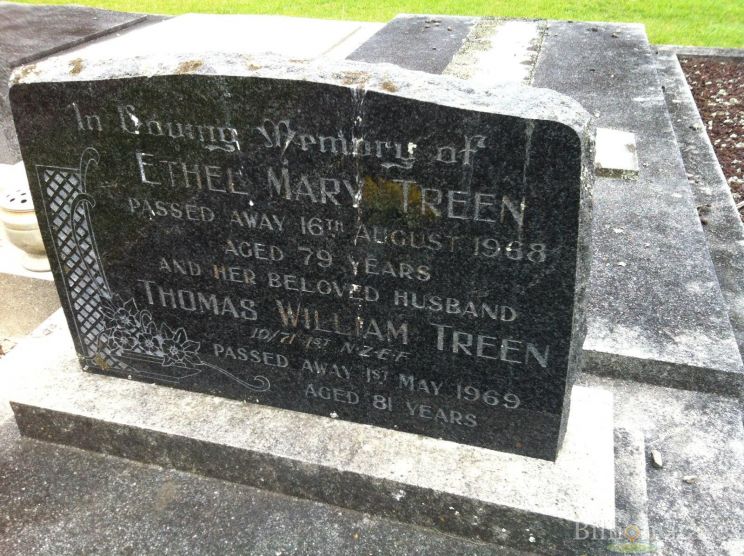 In Loving Memory of
ETHEL MARY TREEN
PASSED AWAY 16TH AUGUST 1968
AGED 79 YEARS
AND HER BELOVED HUSBAND
THOMAS WILLIAM TREEN
10/71 1ST N.Z.E.F.
PASSED AWAY 1ST MAY 1969
AGED 81 YEARS